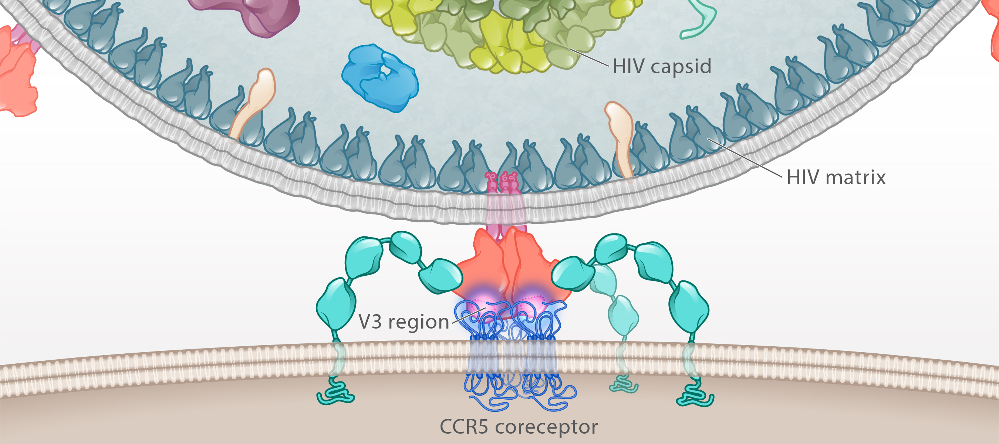 HIV capsid
HIV matrix
V3 region
CCR5 coreceptor